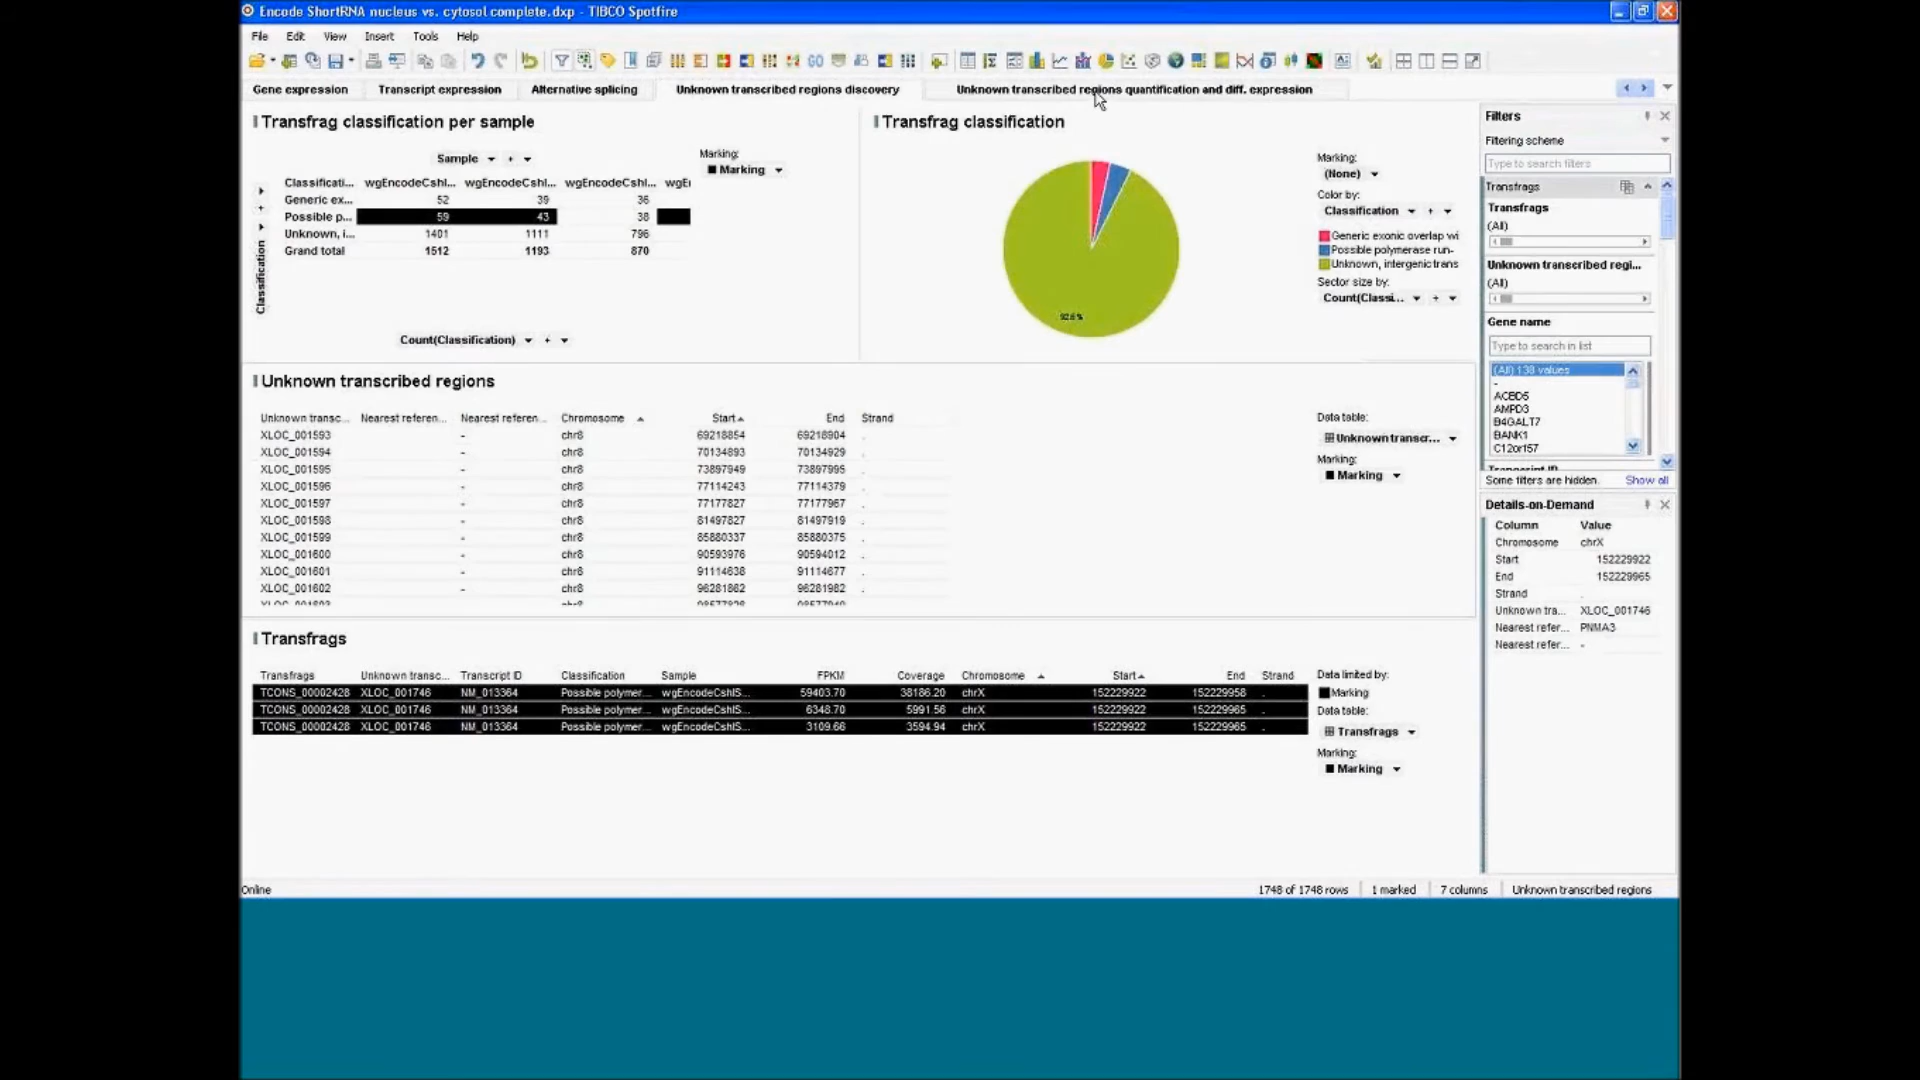 Encode ShortRNA nucleus vs. cytosol complete.dxp - TIBCO Spotfire
File Edit View Insert Tools Help
Gene expression Transcript expression Alternative splicing Unknown transcribed regions discovery Unknown transcribed regions quantification and diff. expression
Transfrag classification per sample
Sample
Marking:
Marking
Classificati... wgEncodeCshl... wgEncodeCshl... wgEncodeCshl... wgEr
Generic ex... 52 39 36
Possible p... 59 43 38
Unknown, i... 1401 1111 796
Grand total 1512 1193 870
Classification
Count(Classification)
Transfrag classification
92.6%
Marking:
(None)
Color by:
Classification
Generic exonic overlap wi
Possible polymerase run-
Unknown, intergenic trans
Sector size by:
Count(Classi...
Unknown transcribed regions
Unknown transc... Nearest referen... Nearest referen... Chromosome Start End Strand
XLOC_001593 - chr8 69218854 69218904 .
XLOC_001594 - chr8 70134893 70134929 .
XLOC_001595 - chr8 73897949 73897995 .
XLOC_001596 - chr8 77114243 77114379 .
XLOC_001597 - chr8 77177827 77177967 .
XLOC_001598 - chr8 81497827 81497919 .
XLOC_001599 - chr8 85880337 85880375 .
XLOC_001600 - chr8 90593976 90594012 .
XLOC_001601 - chr8 91114638 91114677 .
XLOC_001602 - chr8 96281862 96281982 .
Data table:
Unknown transcr...
Marking:
Marking
Transfrags
Transfrags Unknown transc... Transcript ID Classification Sample FPKM Coverage Chromosome Start End Strand
TCONS_00002428 XLOC_001746 NM_013364 Possible polymer... wgEncodeCshlS... 59403.70 38186.20 chrX 152229922 152229958 .
TCONS_00002428 XLOC_001746 NM_013364 Possible polymer... wgEncodeCshlS... 6348.70 5991.56 chrX 152229922 152229965 .
TCONS_00002428 XLOC_001746 NM_013364 Possible polymer... wgEncodeCshlS... 3109.66 3594.94 chrX 152229922 152229965 .
Data limited by:
Marking
Data table:
Transfrags
Marking:
Marking
Filters
Filtering scheme
Type to search filters
Transfrags
Transfrags
(All)
Unknown transcribed regi...
(All)
Gene name
Type to search in list
(All) 138 values
-
ACBD5
AMPD3
B4GALT7
BANK1
C12orf57
Transcript ID
Some filters are hidden. Show all
Details-on-Demand
Column Value
Chromosome chrX
Start 152229922
End 152229965
Strand .
Unknown tra... XLOC_001746
Nearest refer... PNMA3
Nearest refer... -
Online 1748 of 1748 rows 1 marked 7 columns Unknown transcribed regions